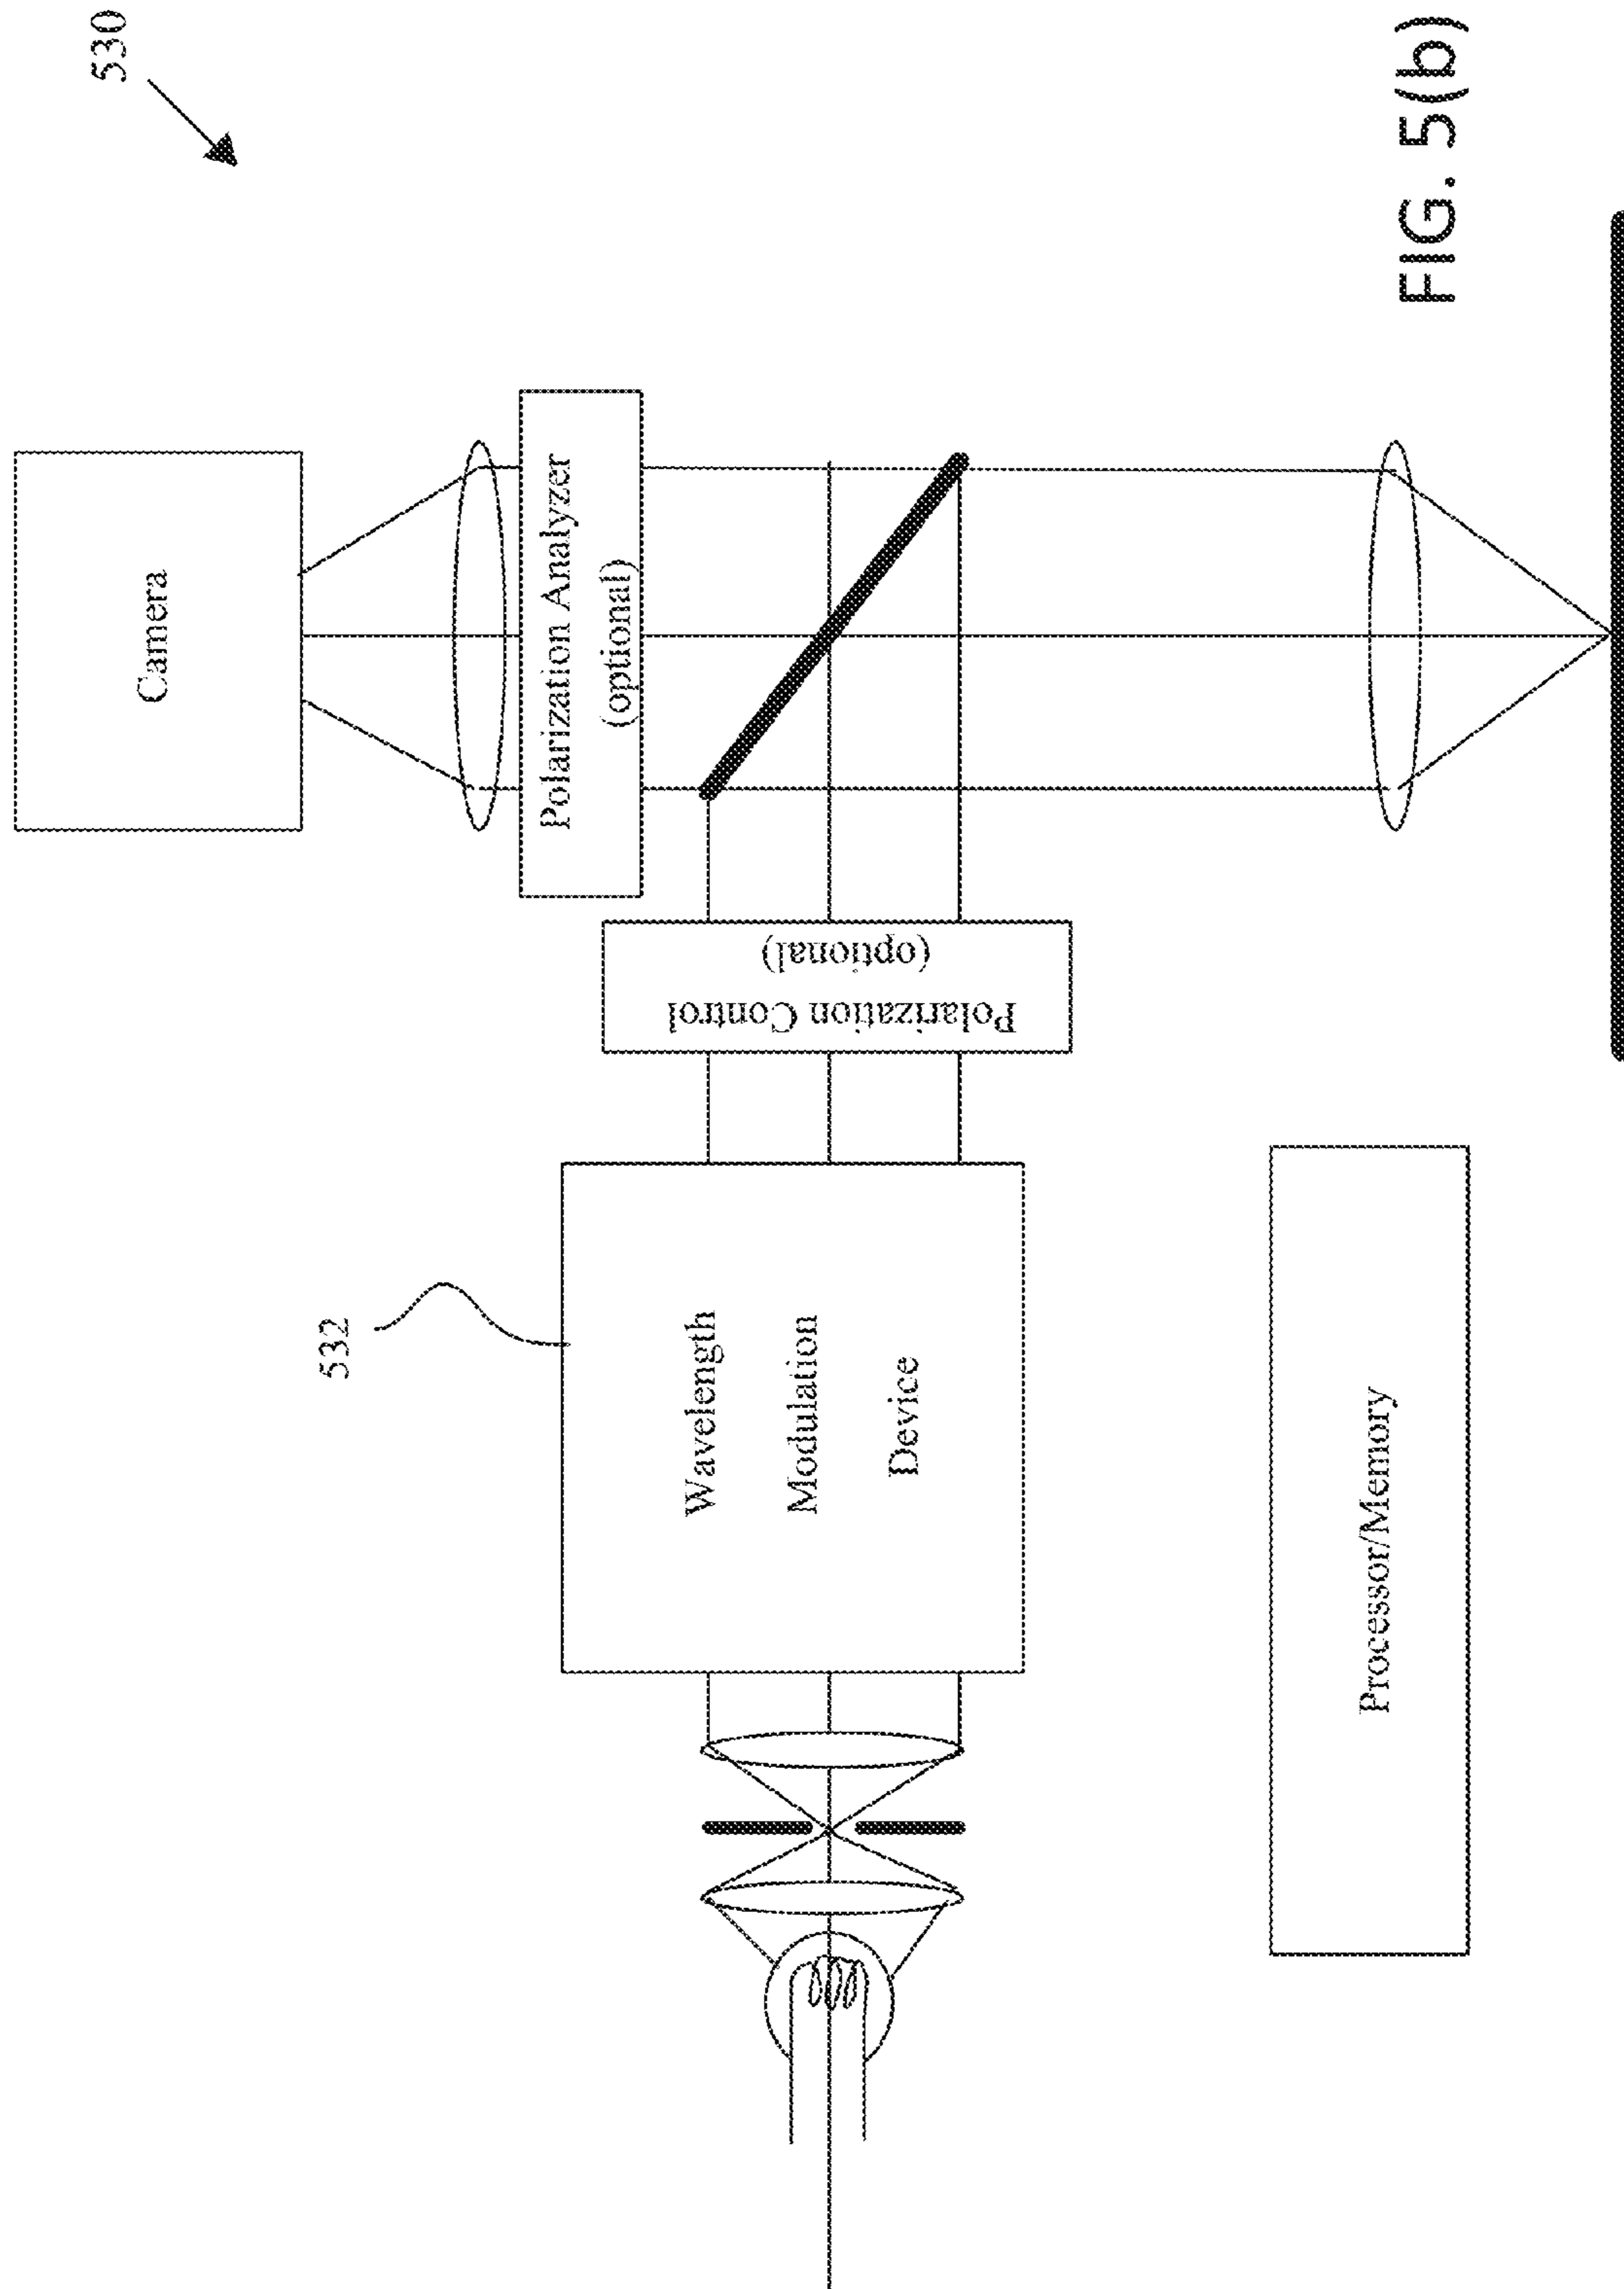 530
Camera
Polarization Analyzer
(optional)
Polarization Control
(optional)
532
Wavelength
Modulation
Device
Processor/Memory
FIG. 5(b)